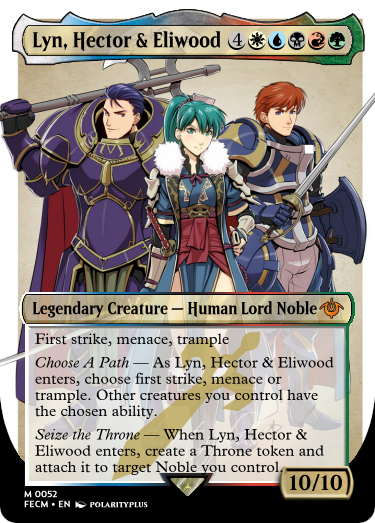 Lyn, Hector & Eliwood 4
Legendary Creature — Human Lord Noble
First strike, menace, trample
Choose A Path — As Lyn, Hector & Eliwood
enters, choose first strike, menace or
trample. Other creatures you control have
the chosen ability.
Seize the Throne — When Lyn, Hector &
Eliwood enters, create a Throne token and
attach it to target Noble you control.
10/10
M 0052
FECM • EN POLARITYPLUS